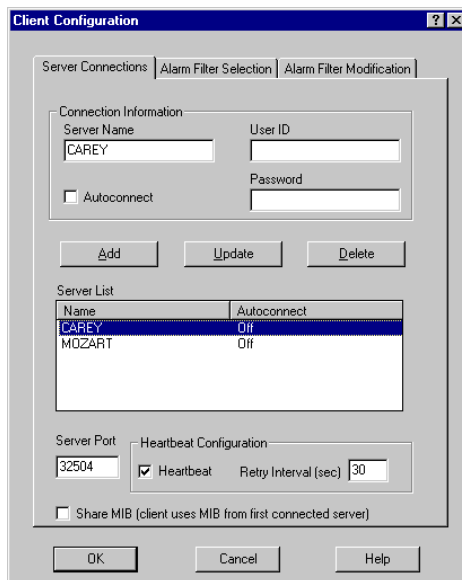 Client Configuration
Server Connections Alarm Filter Selection Alarm Filter Modification
Connection Information
Server Name User ID
CAREY
Password
Autoconnect
Add Update Delete
Server List
Name Autoconnect
CAREY Off
MOZART Off
Server Port Heartbeat Configuration
32504 Heartbeat Retry Interval (sec) 30
Share MIB (client uses MIB from first connected server)
OK Cancel Help